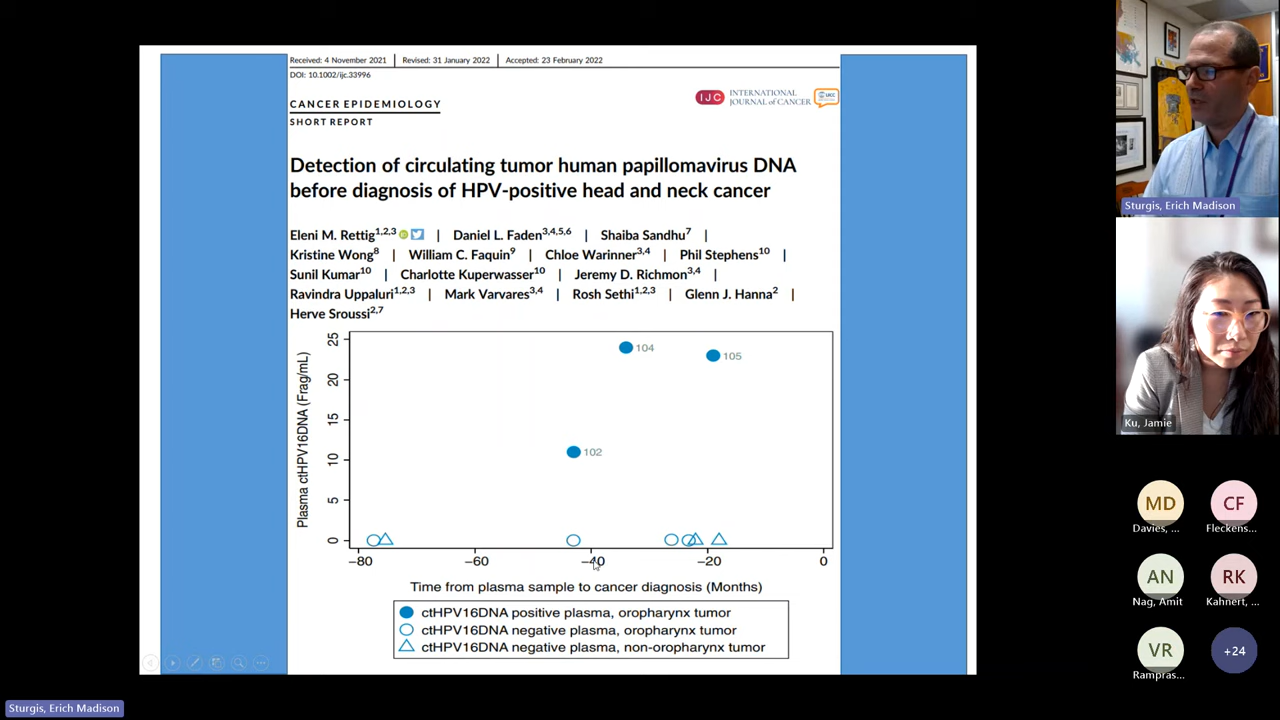 Received: 4 November 2021 | Revised: 31 January 2022 | Accepted: 23 February 2022
DOI: 10.1002/ijc.33996
CANCER EPIDEMIOLOGY
SHORT REPORT
IJC INTERNATIONAL JOURNAL of CANCER uicc
Detection of circulating tumor human papillomavirus DNA
before diagnosis of HPV-positive head and neck cancer
Eleni M. Rettig1,2,3 | Daniel L. Faden3,4,5,6 | Shaiba Sandhu7 |
Kristine Wong8 | William C. Faquin9 | Chloe Warinner3,4 | Phil Stephens10 |
Sunil Kumar10 | Charlotte Kuperwasser10 | Jeremy D. Richmon3,4 |
Ravindra Uppaluri1,2,3 | Mark Varvares3,4 | Rosh Sethi1,2,3 | Glenn J. Hanna2 |
Herve Sroussi2,7
Plasma ctHPV16DNA (Frag/mL)
25
20
15
10
5
0
104
105
102
−80 −60 −40 −20 0
Time from plasma sample to cancer diagnosis (Months)
ctHPV16DNA positive plasma, oropharynx tumor
ctHPV16DNA negative plasma, oropharynx tumor
ctHPV16DNA negative plasma, non-oropharynx tumor
Sturgis, Erich Madison
Ku, Jamie
MD
Davies, ...
CF
Fleckens...
AN
Nag, Amit
RK
Kahnert, ...
VR
Rampras...
+24
Sturgis, Erich Madison